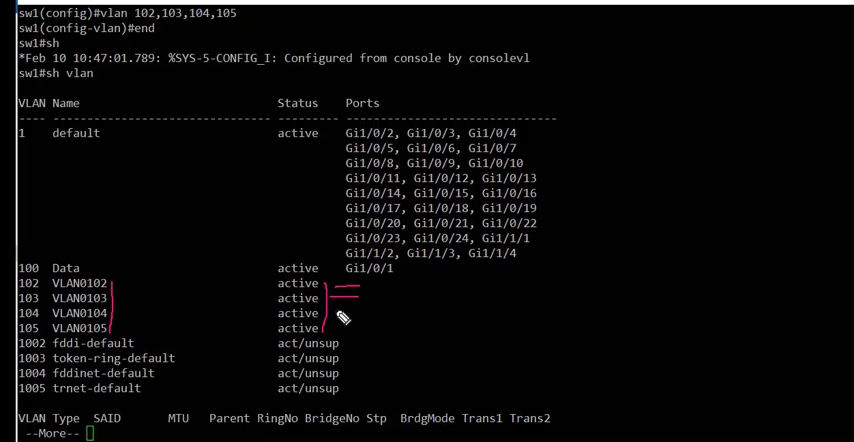 sw1(config)#vlan 102,103,104,105
sw1(config-vlan)#end
sw1#sh
*Feb 10 10:47:01.789: %SYS-5-CONFIG_I: Configured from console by consolevl
sw1#sh vlan
VLAN Name                             Status    Ports
---- -------------------------------- --------- -------------------------------
1    default                          active    Gi1/0/2, Gi1/0/3, Gi1/0/4
                                                Gi1/0/5, Gi1/0/6, Gi1/0/7
                                                Gi1/0/8, Gi1/0/9, Gi1/0/10
                                                Gi1/0/11, Gi1/0/12, Gi1/0/13
                                                Gi1/0/14, Gi1/0/15, Gi1/0/16
                                                Gi1/0/17, Gi1/0/18, Gi1/0/19
                                                Gi1/0/20, Gi1/0/21, Gi1/0/22
                                                Gi1/0/23, Gi1/0/24, Gi1/1/1
                                                Gi1/1/2, Gi1/1/3, Gi1/1/4
100  Data                             active    Gi1/0/1
102  VLAN0102                         active
103  VLAN0103                         active
104  VLAN0104                         active
105  VLAN0105                         active
1002 fddi-default                     act/unsup
1003 token-ring-default               act/unsup
1004 fddinet-default                  act/unsup
1005 trnet-default                    act/unsup
VLAN Type  SAID       MTU   Parent RingNo BridgeNo Stp  BrdgMode Trans1 Trans2
--More--